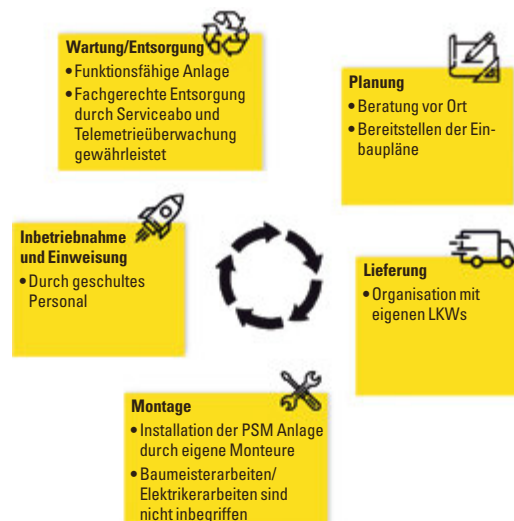 Wartung/Entsorgung
• Funktionsfähige Anlage
• Fachgerechte Entsorgung
durch Serviceabo und
Telemetrieüberwachung
gewährleistet
Planung
• Beratung vor Ort
• Bereitstellen der Ein-
baupläne
Inbetriebnahme
und Einweisung
• Durch geschultes
Personal
Lieferung
• Organisation mit
eigenen LKWs
Montage
• Installation der PSM Anlage
durch eigene Monteure
• Baumeisterarbeiten/
Elektrikerarbeiten sind
nicht inbegriffen